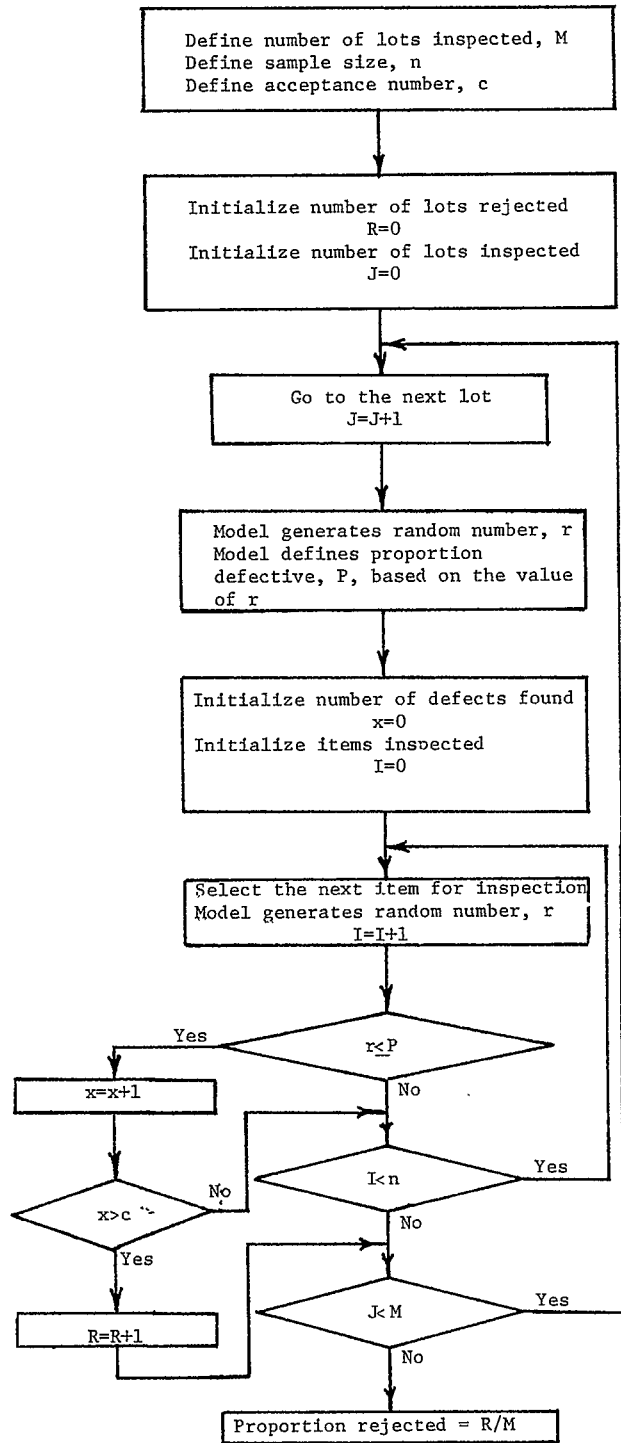 Define number of lots inspected, M
Define sample size, n
Define acceptance number, c
Initialize number of lots rejected
R=0
Initialize number of lots inspected
J=0
Go to the next lot
J=J+1
Model generates random number, r
Model defines proportion
defective, P, based on the value
of r
Initialize number of defects found
x=0
Initialize items inspected
I=0
Select the next item for inspection
Model generates random number, r
I=I+1
Yes
r≤P
No
x=x+1
No
I<n
Yes
x>c
No
Yes
J<M
Yes
R=R+1
No
Proportion rejected = R/M